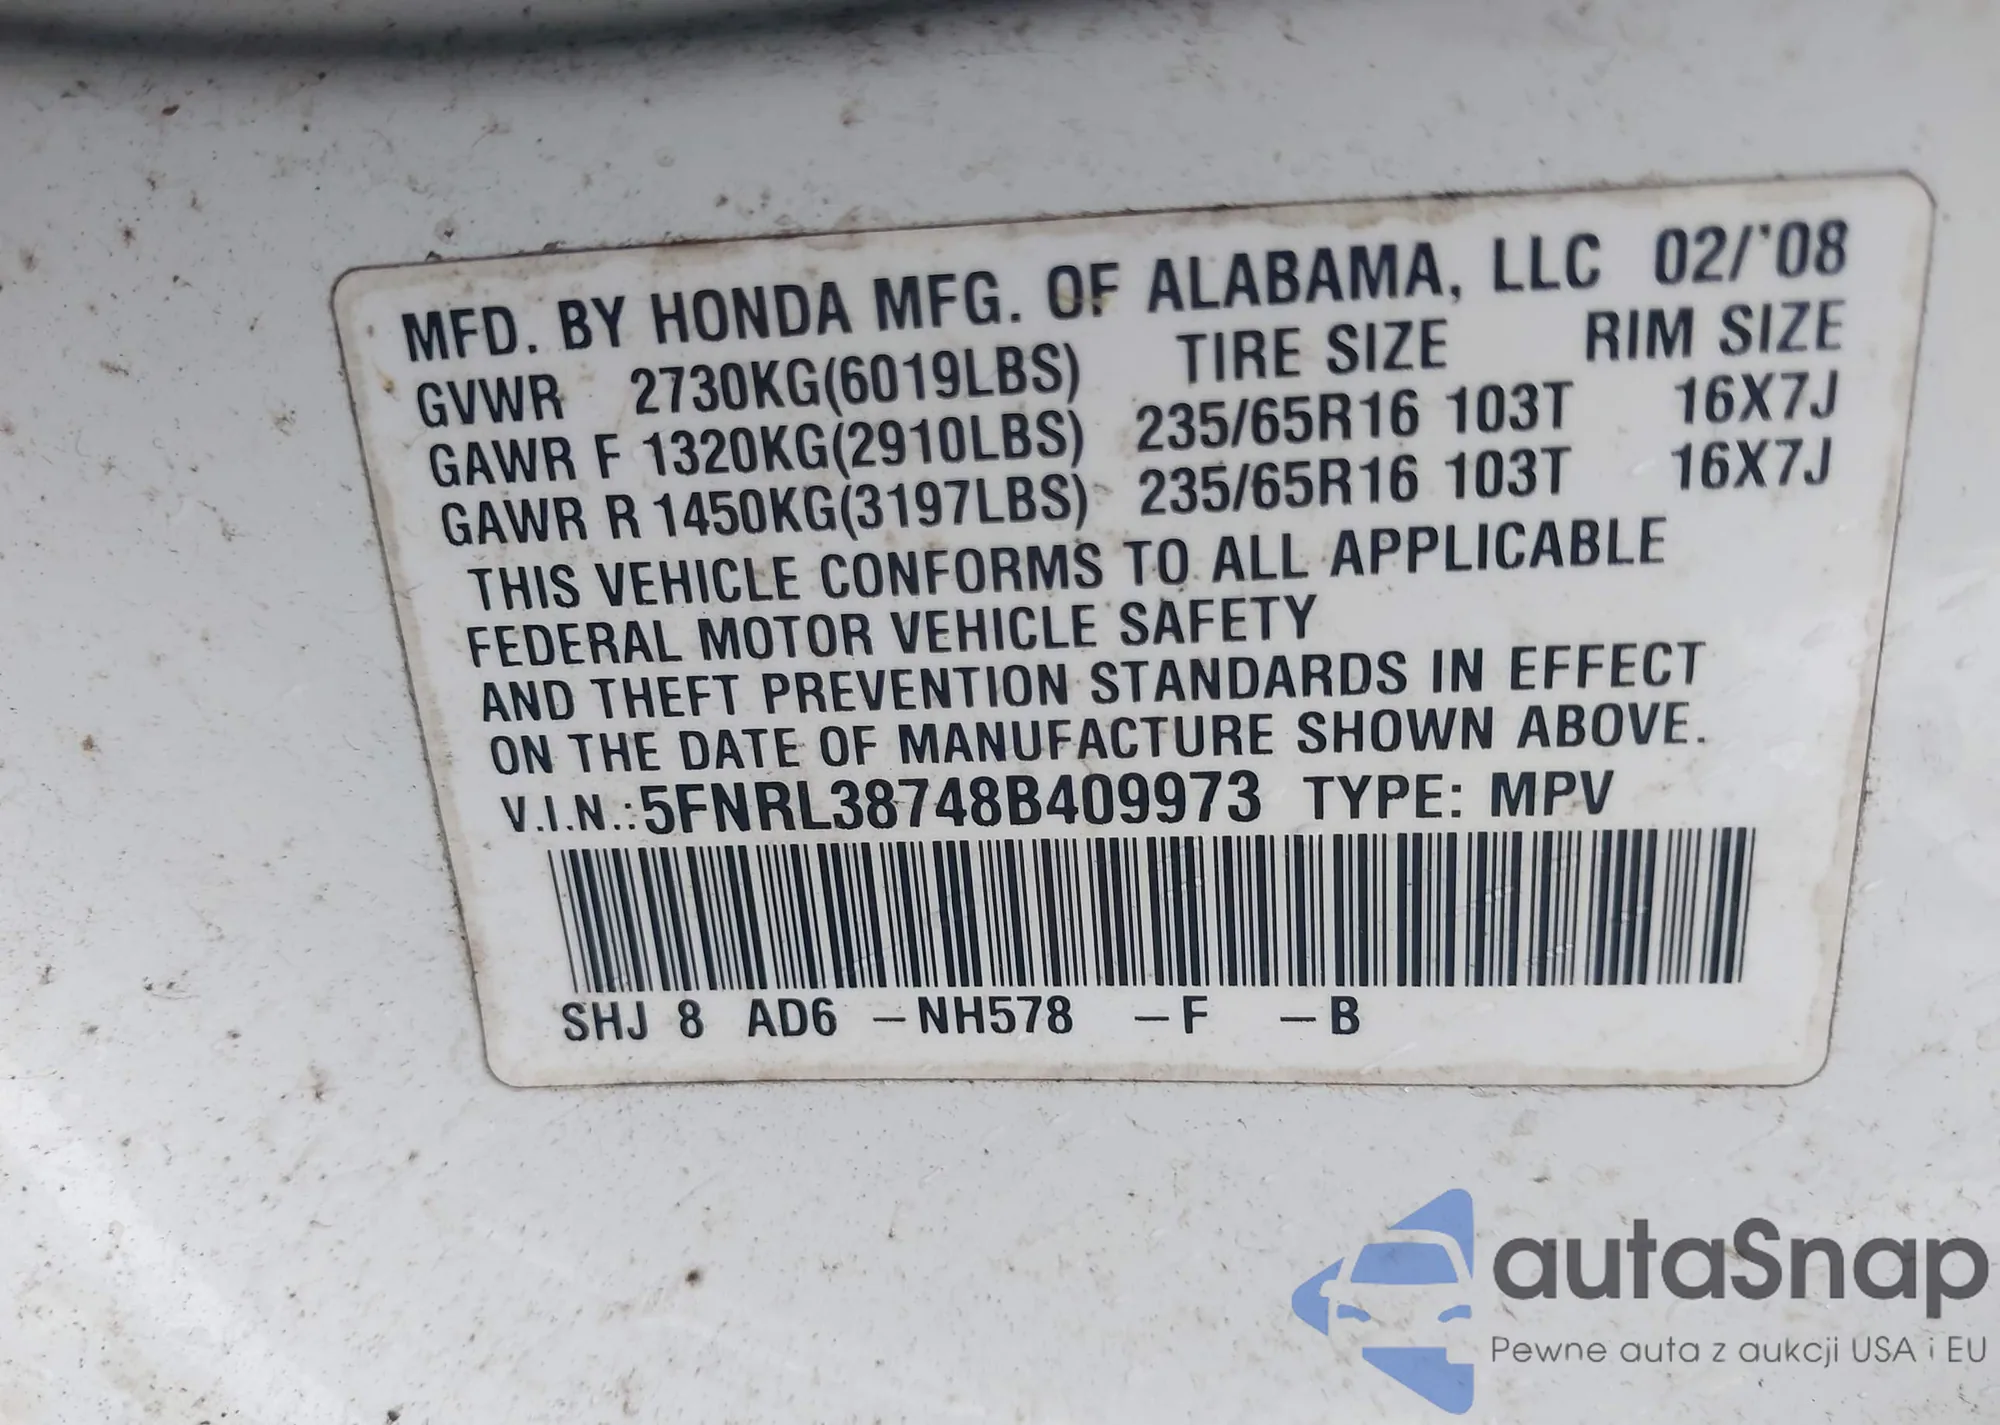 MFD. BY HONDA MFG. OF ALABAMA, LLC 02/'08
GVWR 2730KG(6019LBS) TIRE SIZE RIM SIZE
GAWR F 1320KG(2910LBS) 235/65R16 103T 16X7J
GAWR R 1450KG(3197LBS) 235/65R16 103T 16X7J
THIS VEHICLE CONFORMS TO ALL APPLICABLE
FEDERAL MOTOR VEHICLE SAFETY
AND THEFT PREVENTION STANDARDS IN EFFECT
ON THE DATE OF MANUFACTURE SHOWN ABOVE.
V.I.N.:5FNRL38748B409973 TYPE: MPV
SHJ 8 AD6 –NH578 –F –B
autaSnap
Pewne auta z aukcji USA i EU